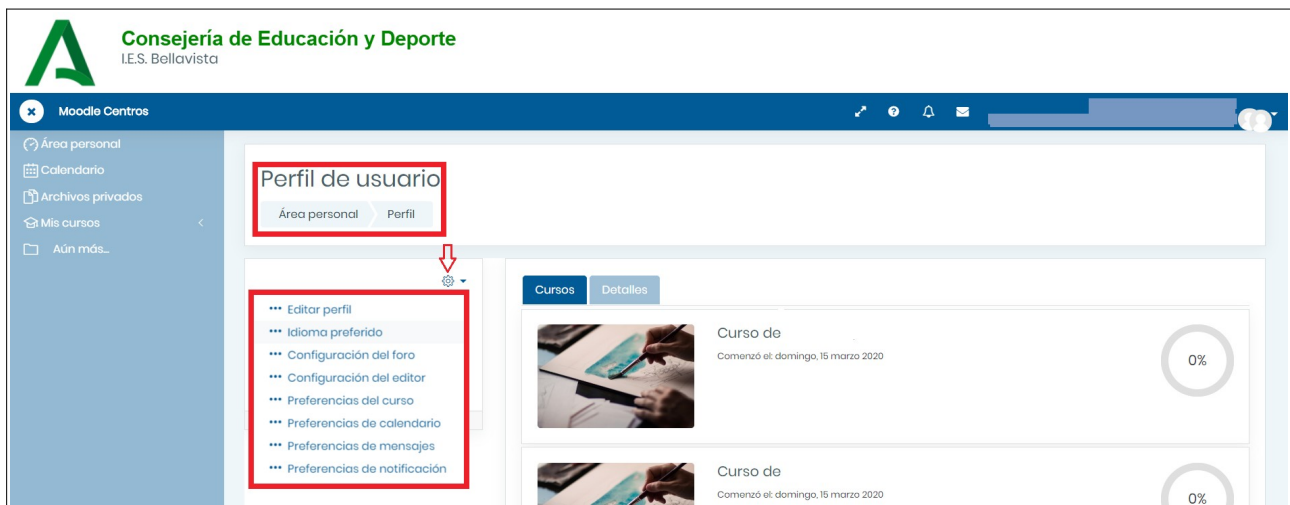 Consejería de Educación y Deporte
I.E.S. Bellavista
Moodle Centros
Área personal
Calendario
Archivos privados
Mis cursos
Aún más...
Perfil de usuario
Área personal
Perfil
Editar perfil
Idioma preferido
Configuración del foro
Configuración del editor
Preferencias del curso
Preferencias de calendario
Preferencias de mensajes
Preferencias de notificación
Cursos
Detalles
Curso de
Comenzó el: domingo, 15 marzo 2020
0%
Curso de
Comenzó el: domingo, 15 marzo 2020
0%